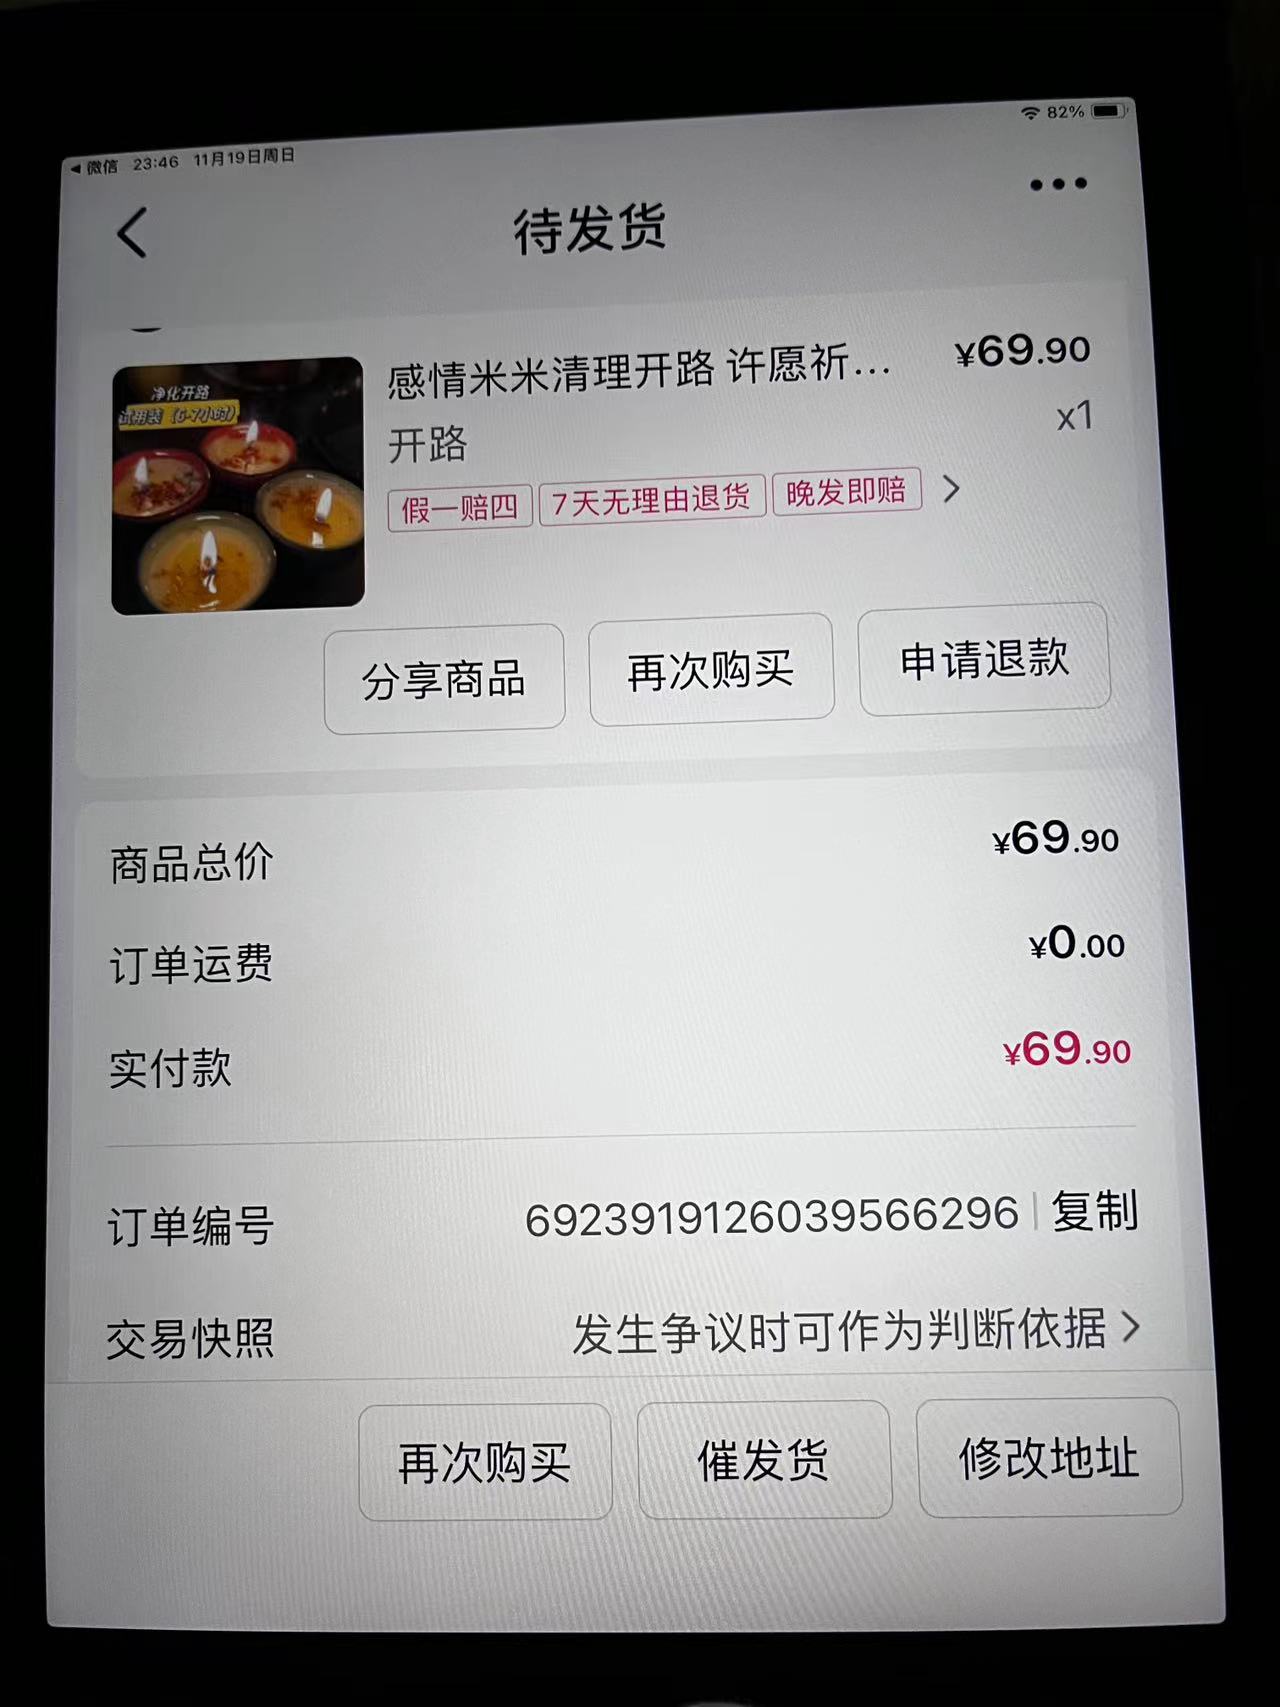 ◀ 微信 23:46 11月19日周日
82%
待发货
净化开路
试用装（6-7小时）
感情米米清理开路 许愿祈... ¥69.90
开路 x1
假一赔四 7天无理由退货 晚发即赔
分享商品 再次购买 申请退款
商品总价 ¥69.90
订单运费 ¥0.00
实付款 ¥69.90
订单编号 6923919126039566296 | 复制
交易快照 发生争议时可作为判断依据
再次购买 催发货 修改地址